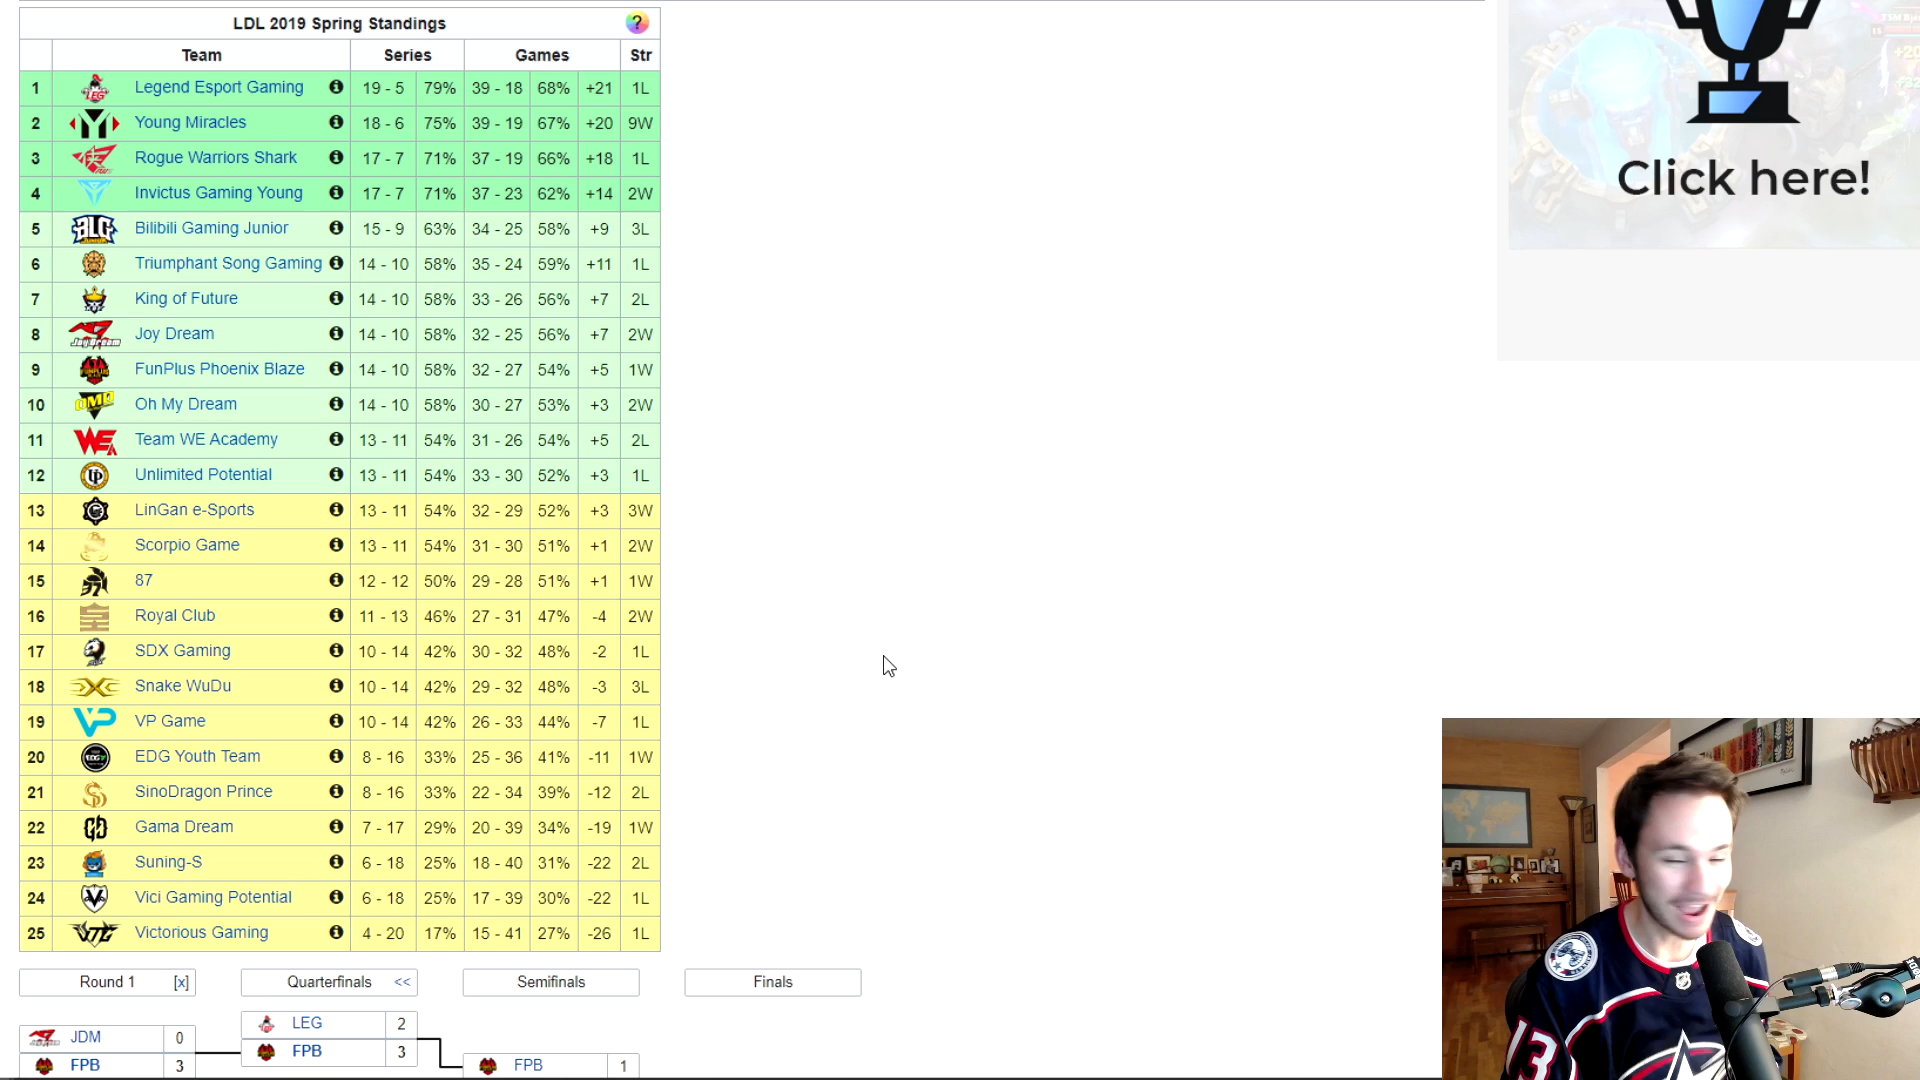 LDL 2019 Spring Standings ?
Team Series Games Str
1 Legend Esport Gaming 19 - 5 79% 39 - 18 68% +21 1L
2 Young Miracles 18 - 6 75% 39 - 19 67% +20 9W
3 Rogue Warriors Shark 17 - 7 71% 37 - 19 66% +18 1L
4 Invictus Gaming Young 17 - 7 71% 37 - 23 62% +14 2W
5 Bilibili Gaming Junior 15 - 9 63% 34 - 25 58% +9 3L
6 Triumphant Song Gaming 14 - 10 58% 35 - 24 59% +11 1L
7 King of Future 14 - 10 58% 33 - 26 56% +7 2L
8 Joy Dream 14 - 10 58% 32 - 25 56% +7 2W
9 FunPlus Phoenix Blaze 14 - 10 58% 32 - 27 54% +5 1W
10 Oh My Dream 14 - 10 58% 30 - 27 53% +3 2W
11 Team WE Academy 13 - 11 54% 31 - 26 54% +5 2L
12 Unlimited Potential 13 - 11 54% 33 - 30 52% +3 1L
13 LinGan e-Sports 13 - 11 54% 32 - 29 52% +3 3W
14 Scorpio Game 13 - 11 54% 31 - 30 51% +1 2W
15 87 12 - 12 50% 29 - 28 51% +1 1W
16 Royal Club 11 - 13 46% 27 - 31 47% -4 2W
17 SDX Gaming 10 - 14 42% 30 - 32 48% -2 1L
18 Snake WuDu 10 - 14 42% 29 - 32 48% -3 3L
19 VP Game 10 - 14 42% 26 - 33 44% -7 1L
20 EDG Youth Team 8 - 16 33% 25 - 36 41% -11 1W
21 SinoDragon Prince 8 - 16 33% 22 - 34 39% -12 2L
22 Gama Dream 7 - 17 29% 20 - 39 34% -19 1W
23 Suning-S 6 - 18 25% 18 - 40 31% -22 2L
24 Vici Gaming Potential 6 - 18 25% 17 - 39 30% -22 1L
25 Victorious Gaming 4 - 20 17% 15 - 41 27% -26 1L
Round 1 [x] Quarterfinals << Semifinals Finals
LEG 2
JDM 0
FPB 3
FPB 3
FPB 1
Click here!
13